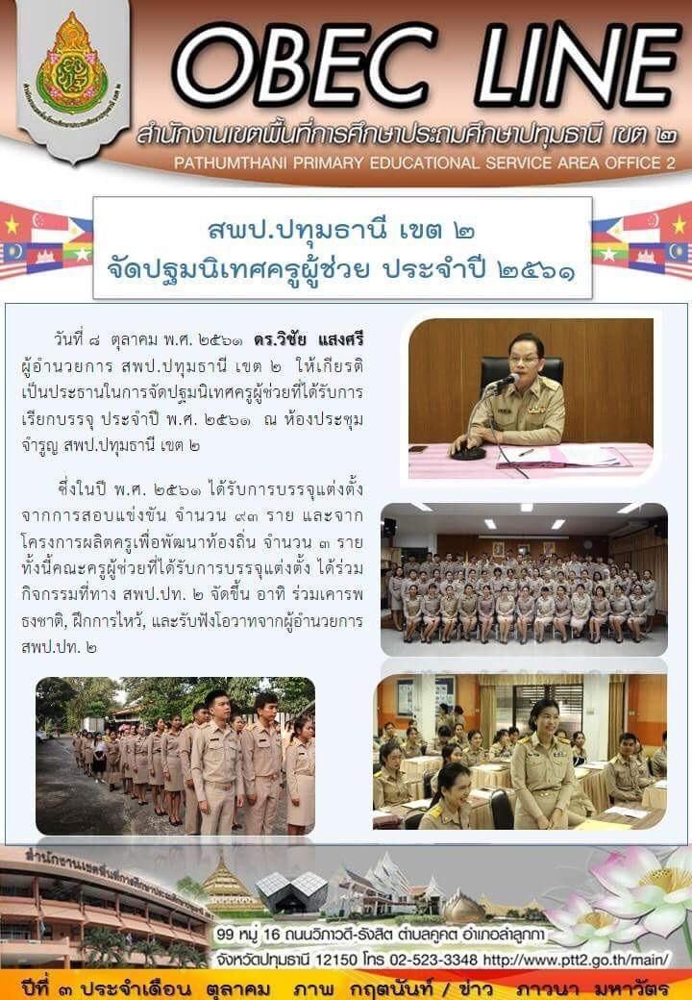 OBEC LINE
สำนักงานเขตพื้นที่การศึกษาประถมศึกษาปทุมธานี เขต ๒
PATHUMTHANI PRIMARY EDUCATIONAL SERVICE AREA OFFICE 2
สพป.ปทุมธานี เขต ๒
จัดปฐมนิเทศครูผู้ช่วย ประจำปี ๒๕๖๑
วันที่ ๘ ตุลาคม พ.ศ. ๒๕๖๑ ดร.วิชัย แสงศรี
ผู้อำนวยการ สพป.ปทุมธานี เขต ๒ ให้เกียรติ
เป็นประธานในการจัดปฐมนิเทศครูผู้ช่วยที่ได้รับการ
เรียกบรรจุ ประจำปี พ.ศ. ๒๕๖๑ ณ ห้องประชุม
จำรูญ สพป.ปทุมธานี เขต ๒
ซึ่งในปี พ.ศ. ๒๕๖๑ ได้รับการบรรจุแต่งตั้ง
จากการสอบแข่งขัน จำนวน ๙๓ ราย และจาก
โครงการผลิตครูเพื่อพัฒนาท้องถิ่น จำนวน ๓ ราย
ทั้งนี้คณะครูผู้ช่วยที่ได้รับการบรรจุแต่งตั้ง ได้ร่วม
กิจกรรมที่ทาง สพป.ปท. ๒ จัดขึ้น อาทิ ร่วมเคารพ
ธงชาติ, ฝึกการไหว้, และรับฟังโอวาทจากผู้อำนวยการ
สพป.ปท. ๒
สำนักงานเขตพื้นที่การศึกษาประถมศึกษาปทุมธานี เขต ๒
99 หมู่ 16 ถนนวิภาวดี-รังสิต ตำบลคูคต อำเภอลำลูกกา
จังหวัดปทุมธานี 12150 โทร 02-523-3348 http://www.ptt2.go.th/main/
ปีที่ ๓ ประจำเดือน ตุลาคม ภาพ กฤตนันท์ / ข่าว ภาวนา มหาวัตร